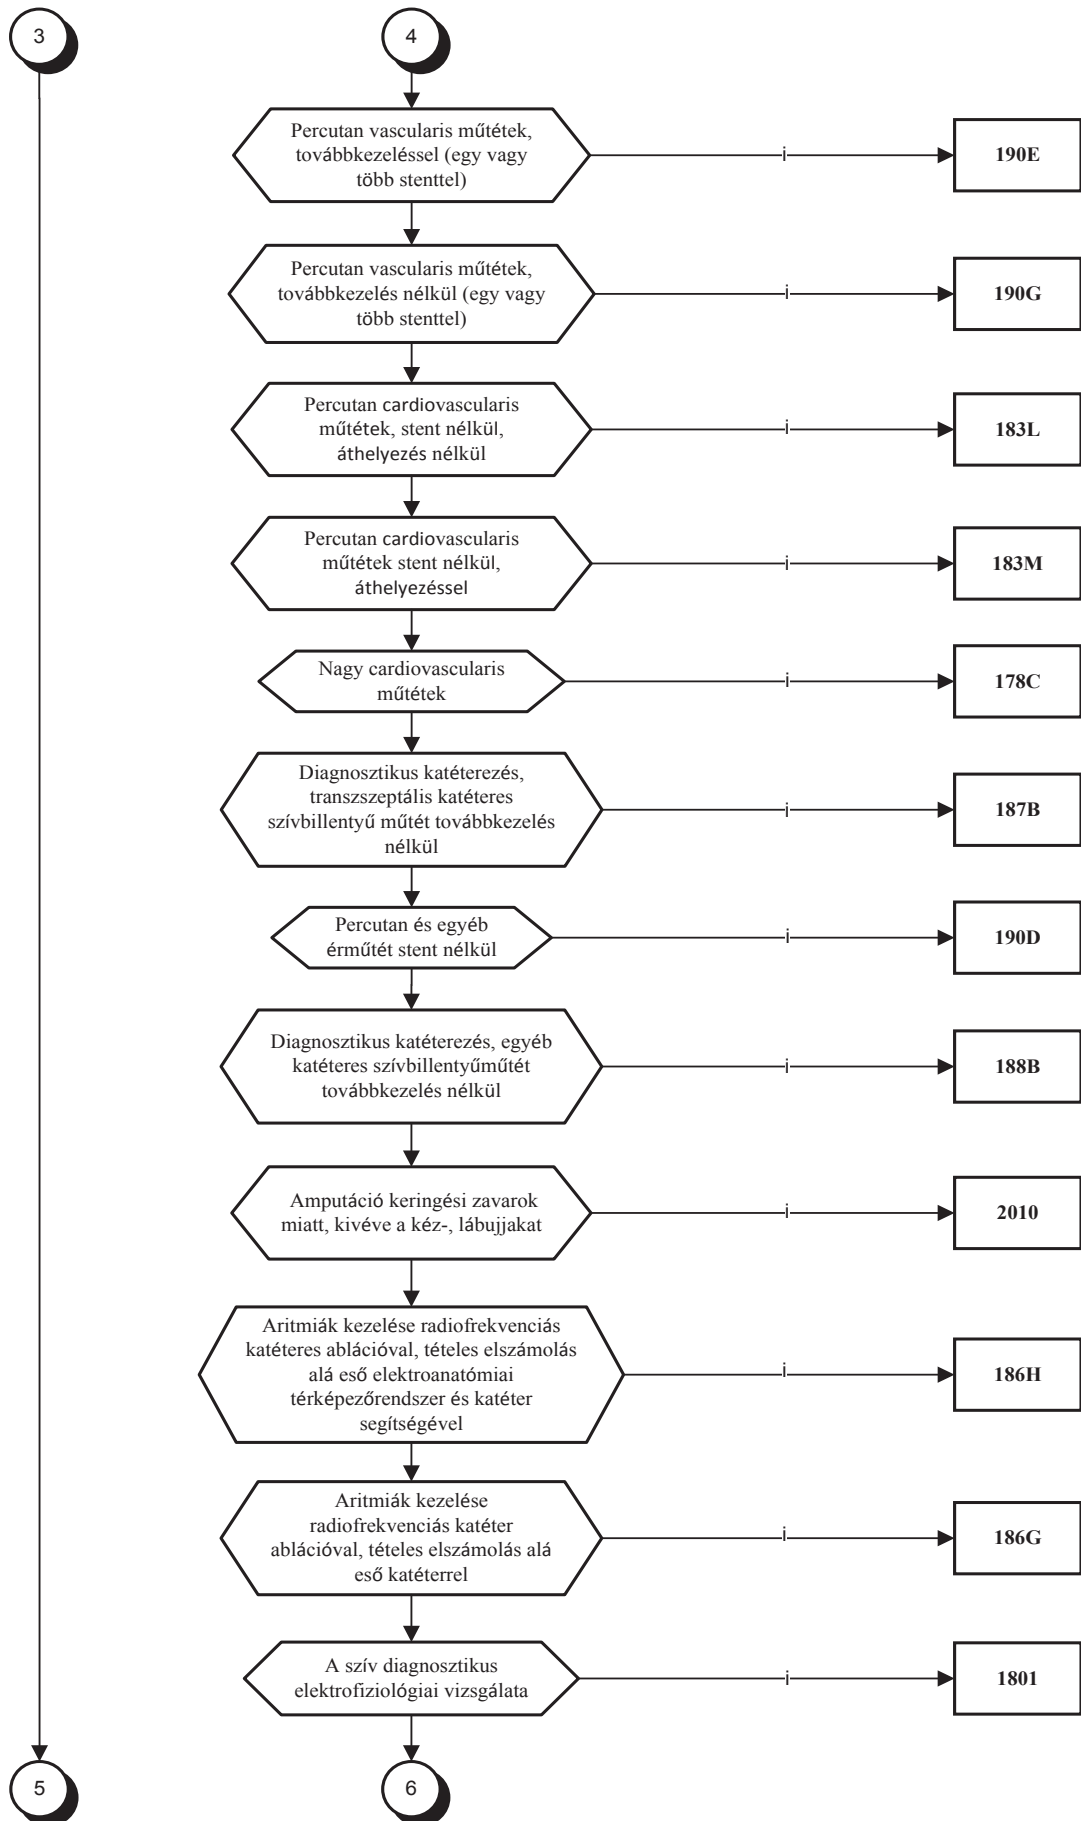 3
4
Percutan vascularis műtétek,
továbbkezeléssel (egy vagy
több stenttel)
i
190E
Percutan vascularis műtétek,
továbbkezelés nélkül (egy vagy
több stenttel)
i
190G
Percutan cardiovascularis
műtétek, stent nélkül,
áthelyezés nélkül
i
183L
Percutan cardiovascularis
műtétek stent nélkül,
áthelyezéssel
i
183M
Nagy cardiovascularis
műtétek
i
178C
Diagnosztikus katéterezés,
transzszeptális katéteres
szívbillentyű műtét továbbkezelés
nélkül
i
187B
Percutan és egyéb
érműtét stent nélkül
i
190D
Diagnosztikus katéterezés, egyéb
katéteres szívbillentyűműtét
továbbkezelés nélkül
i
188B
Amputáció keringési zavarok
miatt, kivéve a kéz-, lábujjakat
i
2010
Aritmiák kezelése radiofrekvenciás
katéteres ablációval, tételes elszámolás
alá eső elektroanatómiai
térképezőrendszer és katéter
segítségével
i
186H
Aritmiák kezelése
radiofrekvenciás katéter
ablációval, tételes elszámolás alá
eső katéterrel
i
186G
A szív diagnosztikus
elektrofiziológiai vizsgálata
i
1801
5
6